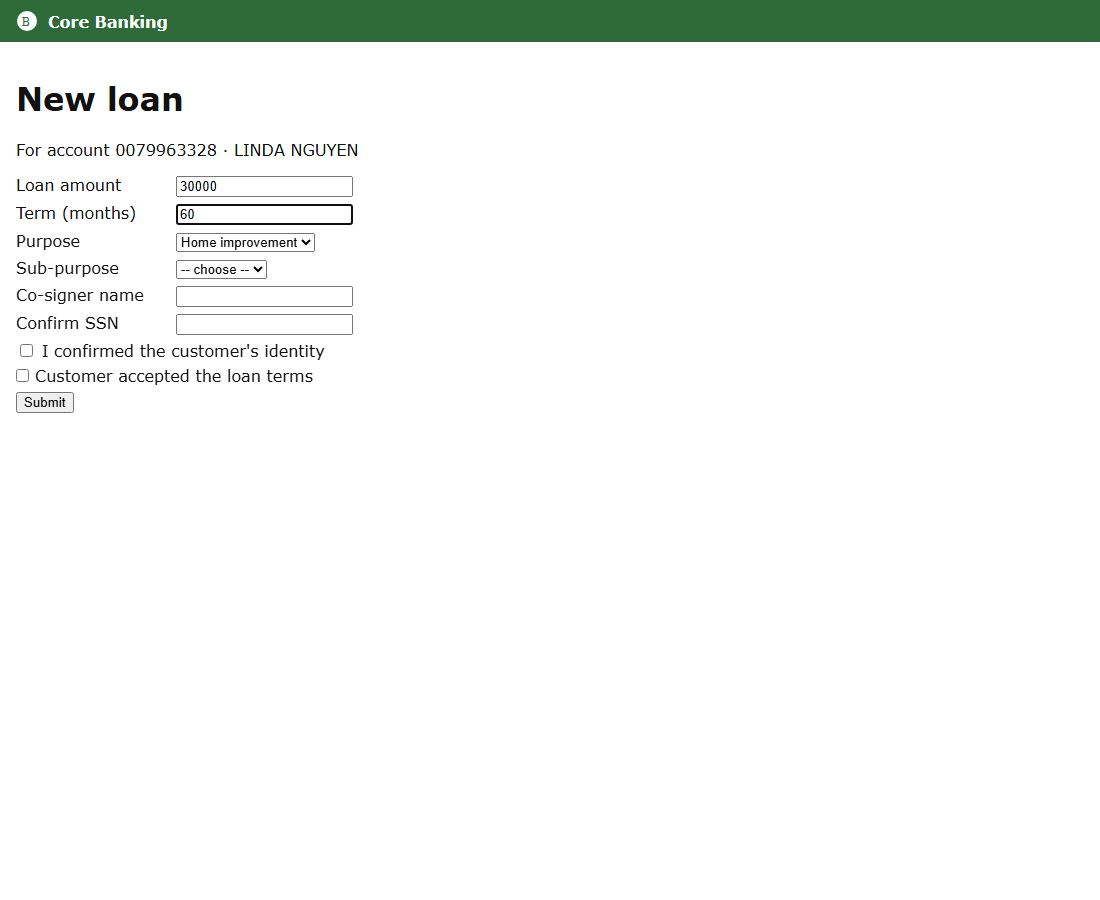 B Core Banking
New loan
For account 0079963328 · LINDA NGUYEN
Loan amount 30000
Term (months) 60
Purpose Home improvement
Sub-purpose -- choose --
Co-signer name
Confirm SSN
I confirmed the customer's identity
Customer accepted the loan terms
Submit